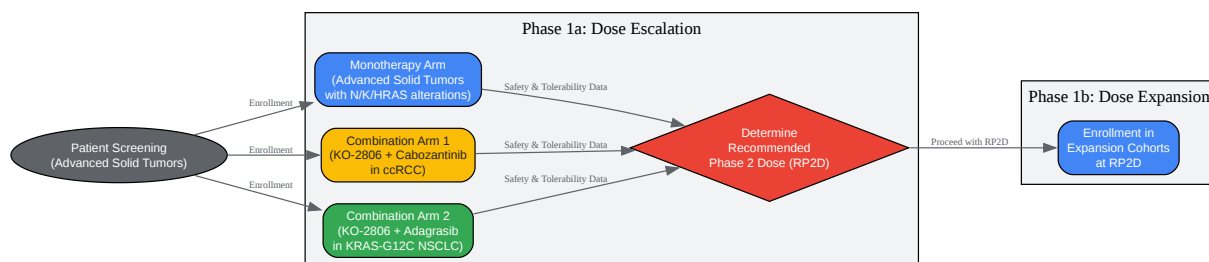 Phase 1a: Dose Escalation
Patient Screening
(Advanced Solid Tumors)
Enrollment
Enrollment
Enrollment
Monotherapy Arm
(Advanced Solid Tumors
with N/K/HRAS alterations)
Combination Arm 1
(KO-2806 + Cabozantinib
in ccRCC)
Combination Arm 2
(KO-2806 + Adagrasib
in KRAS-G12C NSCLC)
Safety & Tolerability Data
Safety & Tolerability Data
Safety & Tolerability Data
Determine
Recommended
Phase 2 Dose (RP2D)
Proceed with RP2D
Phase 1b: Dose Expansion
Enrollment in
Expansion Cohorts
at RP2D